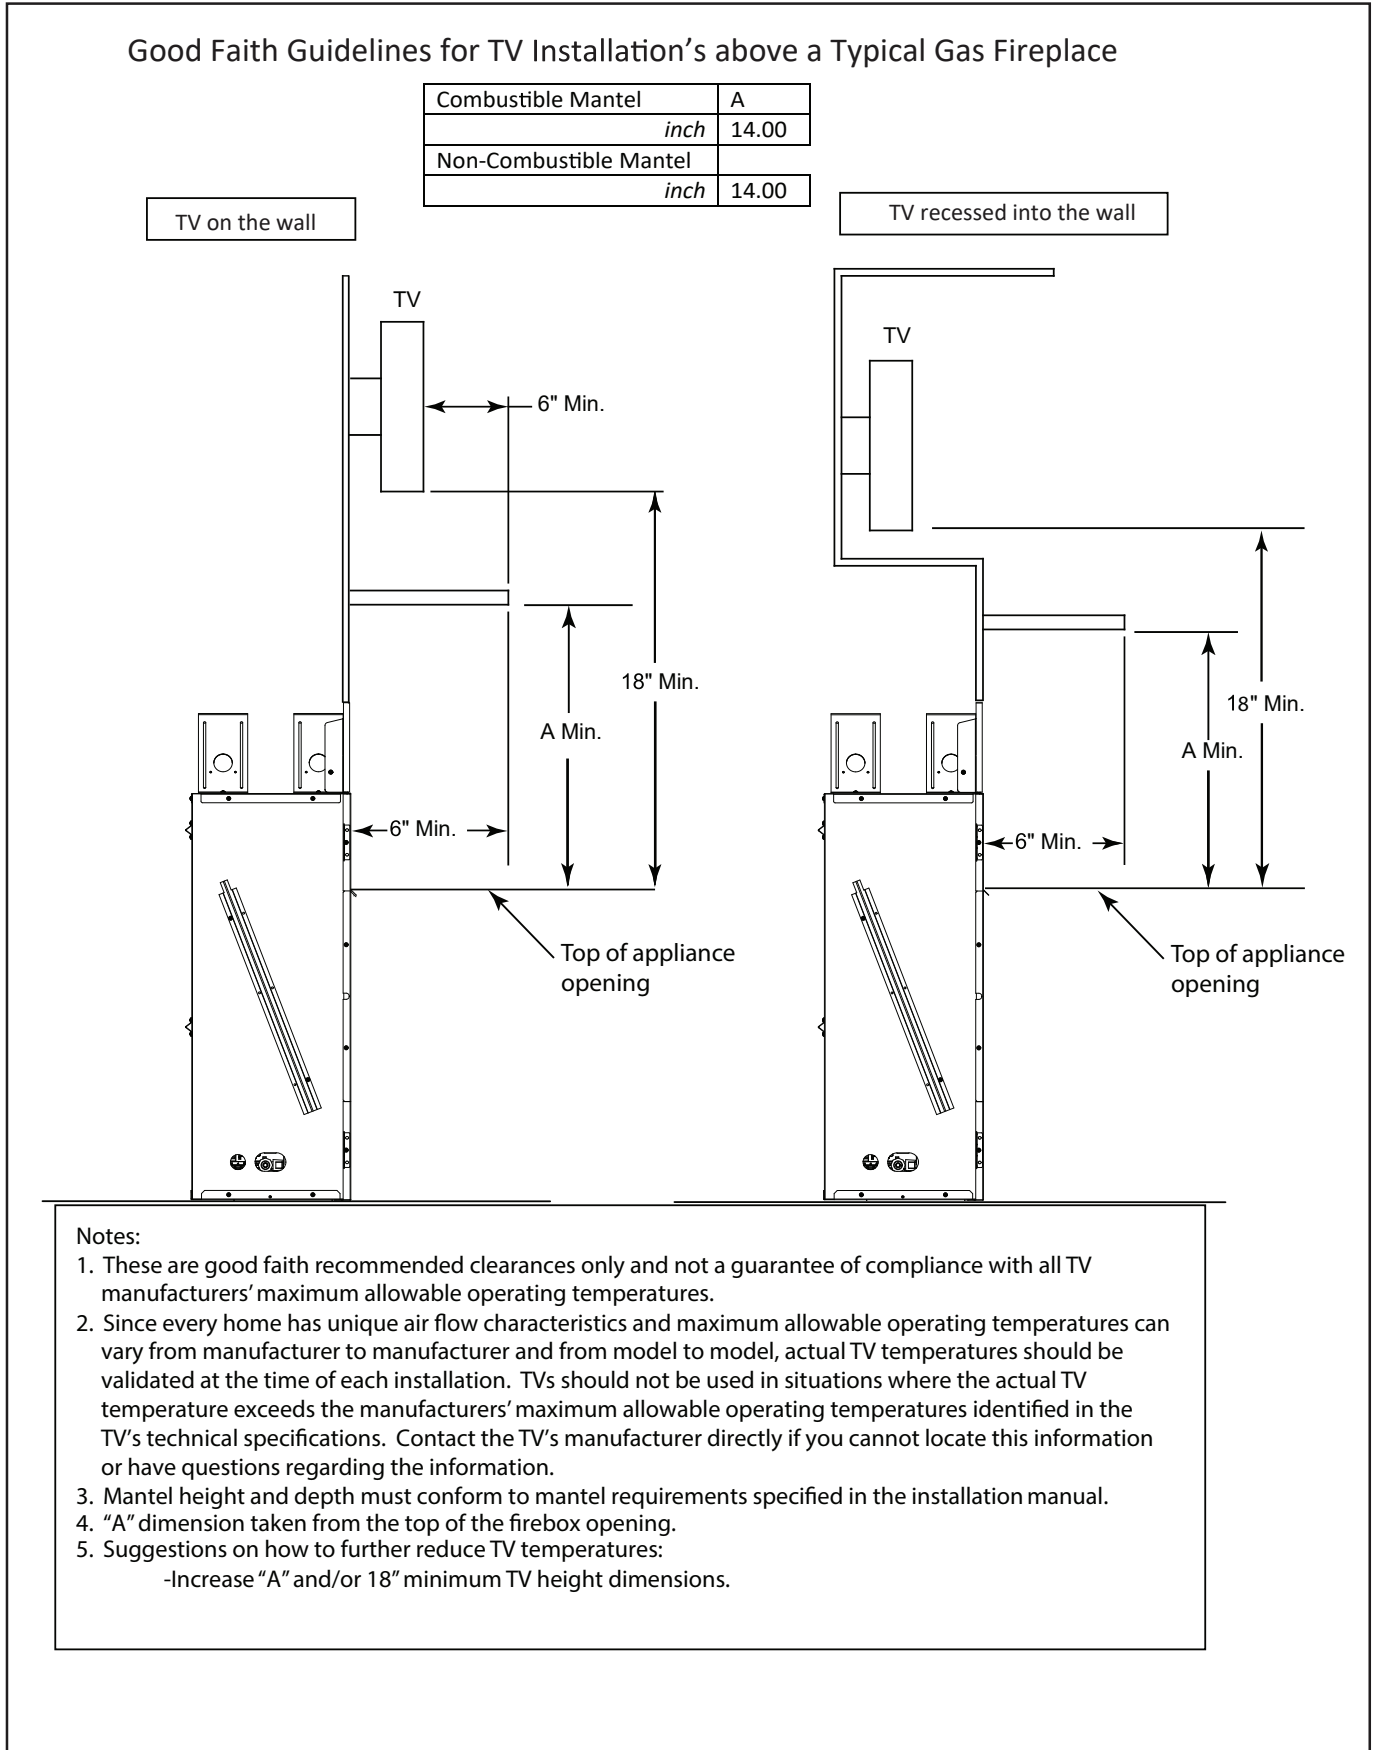 Good Faith Guidelines for TV Installation's above a Typical Gas Fireplace
Combustible Mantel A
inch 14.00
Non-Combustible Mantel
inch 14.00
TV on the wall
TV recessed into the wall
TV
6" Min.
18" Min.
A Min.
6" Min.
Top of appliance
opening
TV
18" Min.
A Min.
6" Min.
Top of appliance
opening
Notes:
1. These are good faith recommended clearances only and not a guarantee of compliance with all TV
manufacturers' maximum allowable operating temperatures.
2. Since every home has unique air flow characteristics and maximum allowable operating temperatures can
vary from manufacturer to manufacturer and from model to model, actual TV temperatures should be
validated at the time of each installation. TVs should not be used in situations where the actual TV
temperature exceeds the manufacturers' maximum allowable operating temperatures identified in the
TV's technical specifications. Contact the TV's manufacturer directly if you cannot locate this information
or have questions regarding the information.
3. Mantel height and depth must conform to mantel requirements specified in the installation manual.
4. “A” dimension taken from the top of the firebox opening.
5. Suggestions on how to further reduce TV temperatures:
-Increase “A” and/or 18” minimum TV height dimensions.